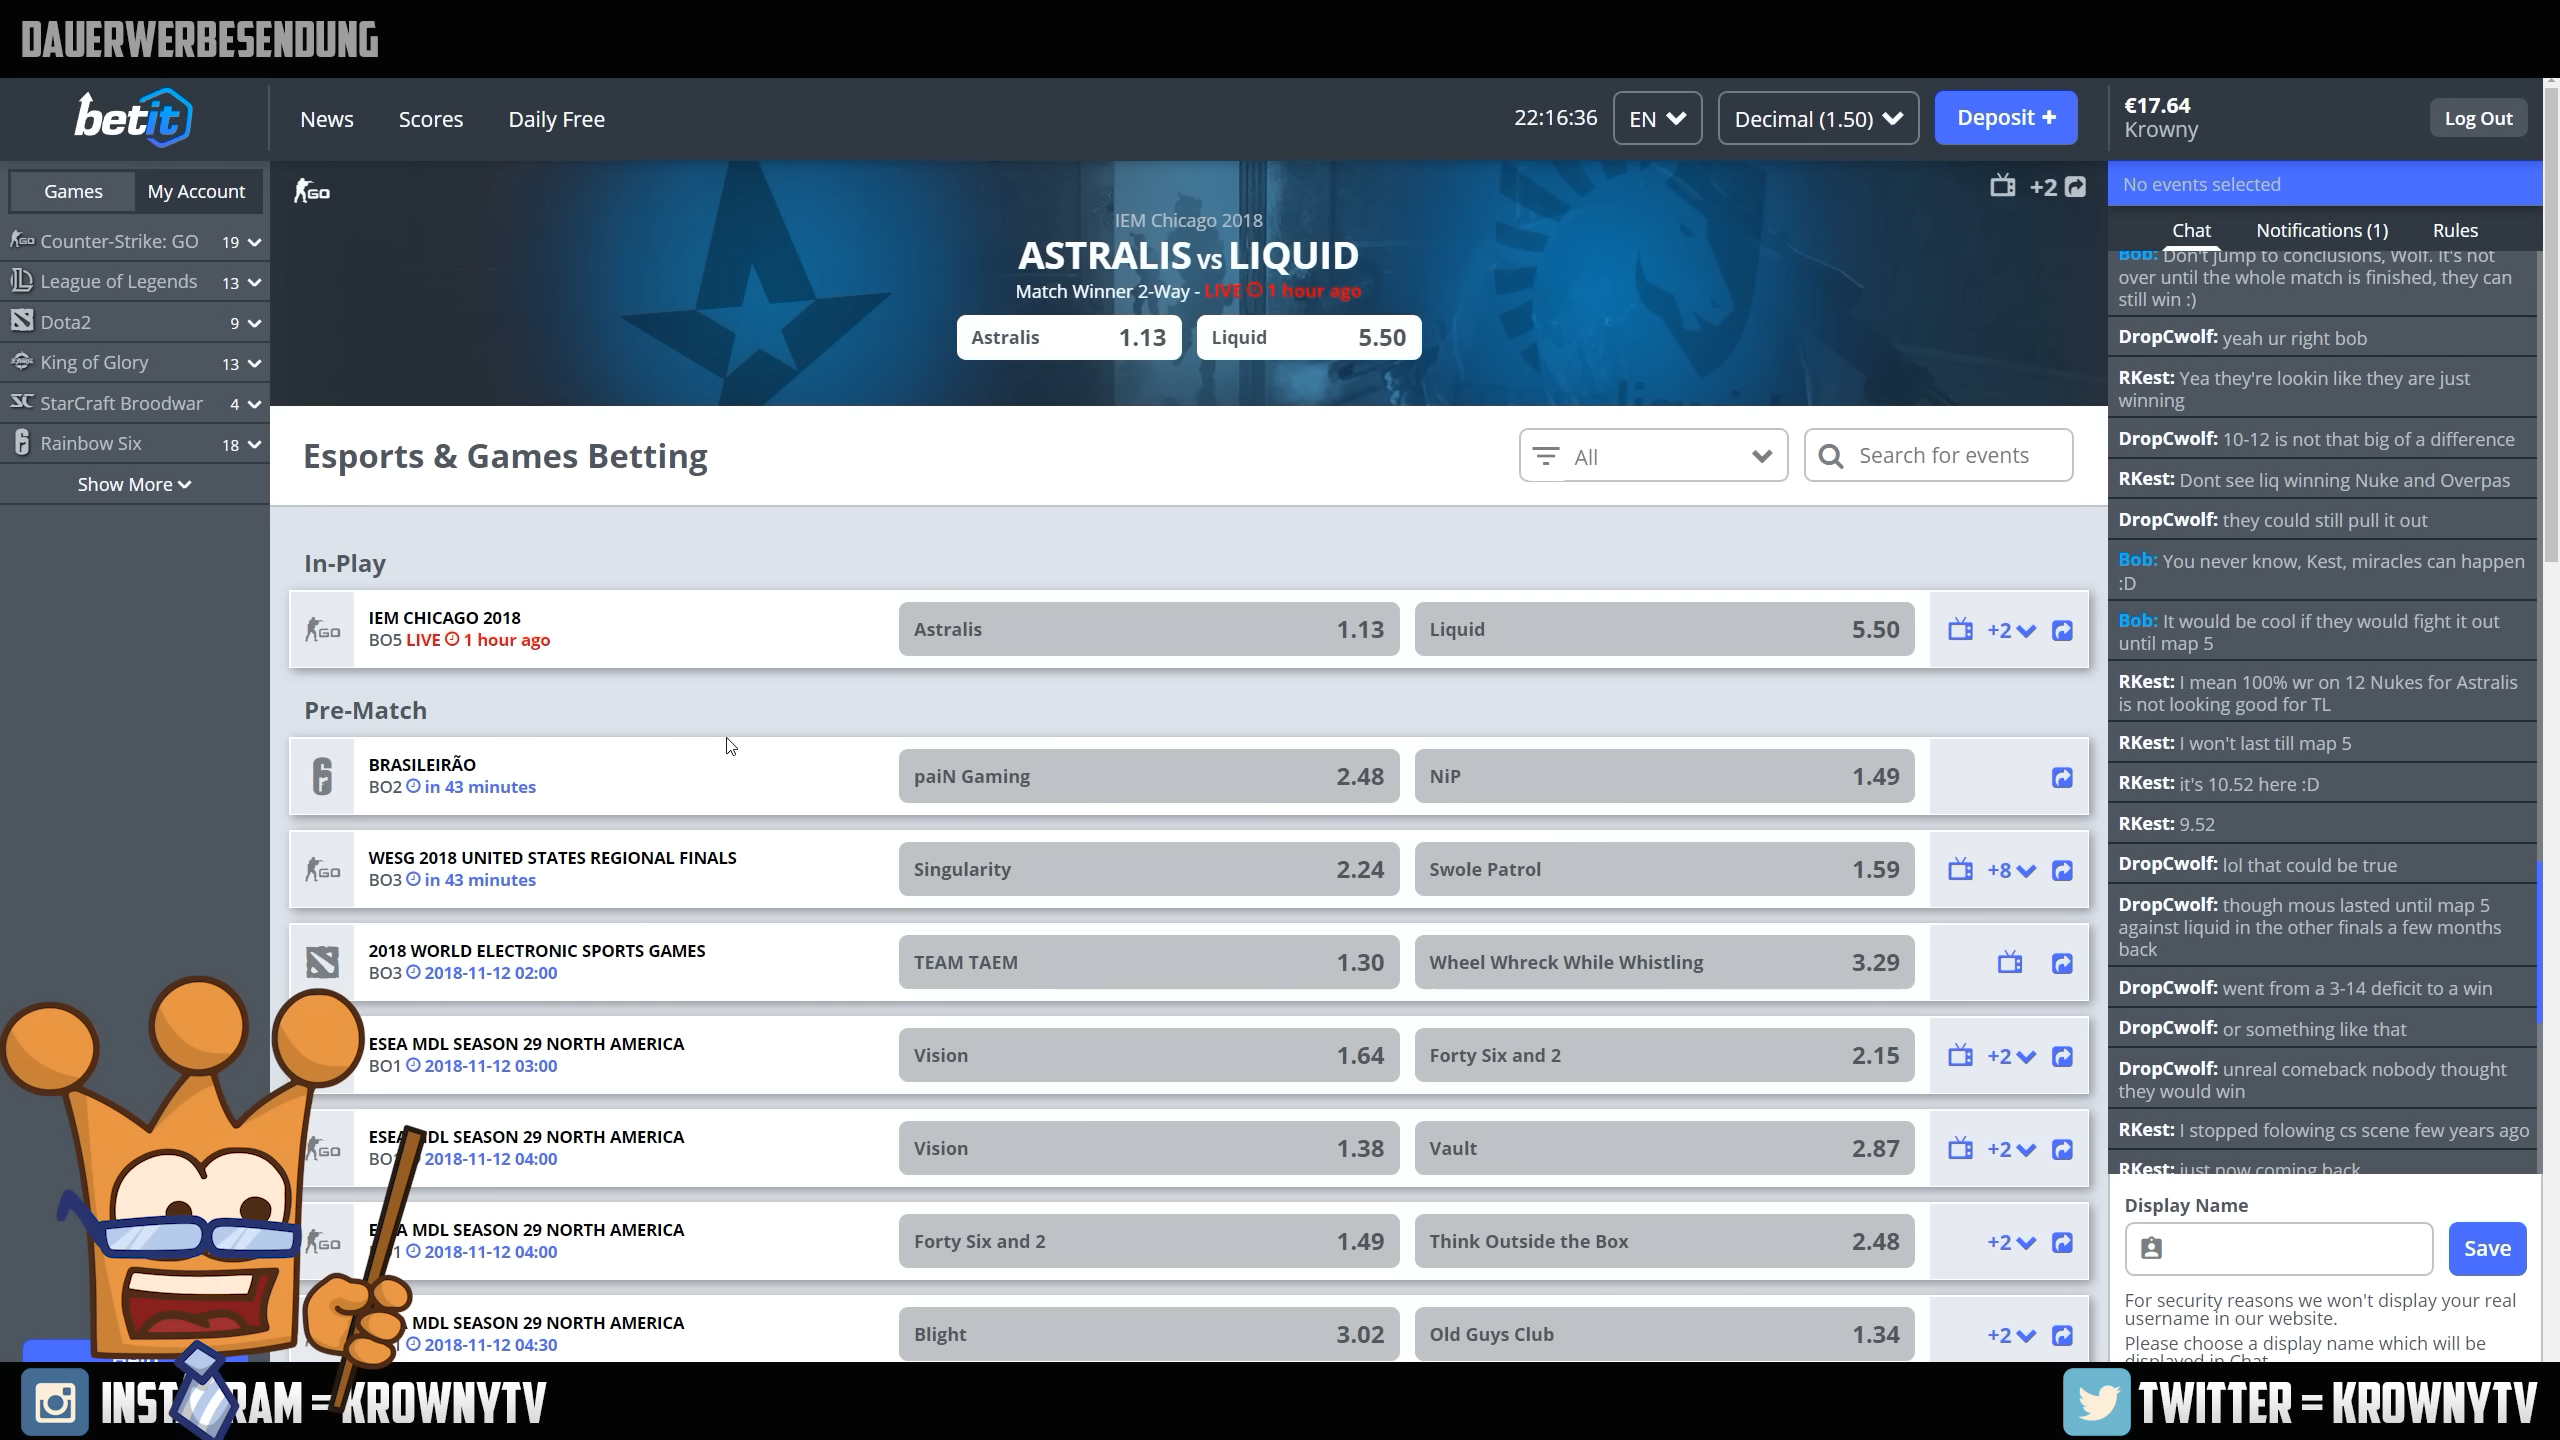 DAUERWERBESENDUNG
betit
News
Scores
Daily Free
22:16:36
EN
Decimal (1.50)
Deposit +
€17.64
Krowny
Log Out
Games
My Account
Counter-Strike: GO 19
League of Legends 13
Dota2 9
King of Glory 13
StarCraft Broodwar 4
Rainbow Six 18
Show More
GO
+2
IEM Chicago 2018
ASTRALIS vs LIQUID
Match Winner 2-Way - LIVE 1 hour ago
Astralis 1.13
Liquid 5.50
Esports & Games Betting
All
Search for events
In-Play
GO
IEM CHICAGO 2018
BO5 LIVE 1 hour ago
Astralis 1.13
Liquid 5.50
+2
Pre-Match
BRASILEIRÃO
BO2 in 43 minutes
paiN Gaming 2.48
NiP 1.49
GO
WESG 2018 UNITED STATES REGIONAL FINALS
BO3 in 43 minutes
Singularity 2.24
Swole Patrol 1.59
+8
2018 WORLD ELECTRONIC SPORTS GAMES
BO3 2018-11-12 02:00
TEAM TAEM 1.30
Wheel Whreck While Whistling 3.29
ESEA MDL SEASON 29 NORTH AMERICA
BO1 2018-11-12 03:00
Vision 1.64
Forty Six and 2 2.15
+2
GO
MDL SEASON 29 NORTH AMERICA
2018-11-12 04:00
Vision 1.38
Vault 2.87
+2
GO
MDL SEASON 29 NORTH AMERICA
2018-11-12 04:00
Forty Six and 2 1.49
Think Outside the Box 2.48
+2
MDL SEASON 29 NORTH AMERICA
2018-11-12 04:30
Blight 3.02
Old Guys Club 1.34
+2
No events selected
Chat
Notifications (1)
Rules
Bob: Don't jump to conclusions, Wolf. It's not
over until the whole match is finished, they can
still win :)
DropCwolf: yeah ur right bob
RKest: Yea they're lookin like they are just
winning
DropCwolf: 10-12 is not that big of a difference
RKest: Dont see liq winning Nuke and Overpas
DropCwolf: they could still pull it out
Bob: You never know, Kest, miracles can happen
:D
Bob: It would be cool if they would fight it out
until map 5
RKest: I mean 100% wr on 12 Nukes for Astralis
is not looking good for TL
RKest: I won't last till map 5
RKest: it's 10.52 here :D
RKest: 9.52
DropCwolf: lol that could be true
DropCwolf: though mous lasted until map 5
against liquid in the other finals a few months
back
DropCwolf: went from a 3-14 deficit to a win
DropCwolf: or something like that
DropCwolf: unreal comeback nobody thought
they would win
RKest: I stopped folowing cs scene few years ago
RKest: just now coming back
Display Name
Save
For security reasons we won't display your real
username in our website.
Please choose a display name which will be
displayed in Chat
INST RAM = KROWNYTV
TWITTER = KROWNYTV